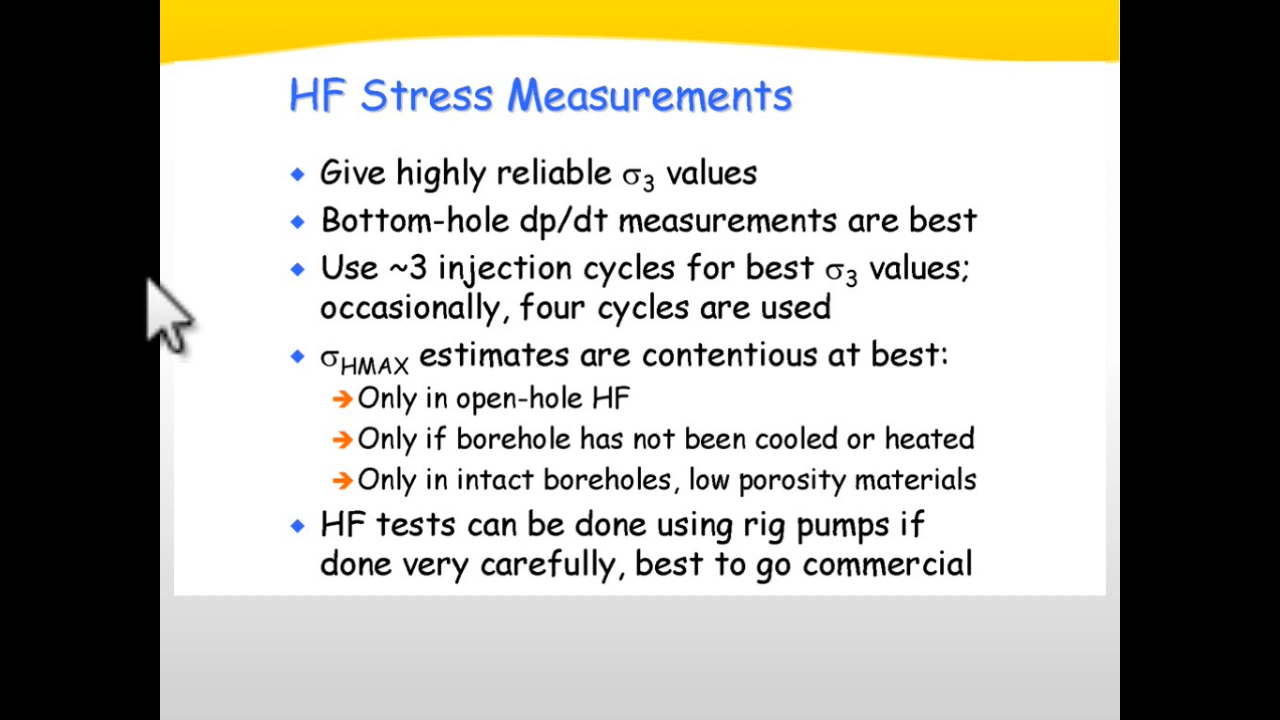 HF Stress Measurements
Give highly reliable σ3 values
Bottom-hole dp/dt measurements are best
Use ~3 injection cycles for best σ3 values;
occasionally, four cycles are used
σHMAX estimates are contentious at best:
Only in open-hole HF
Only if borehole has not been cooled or heated
Only in intact boreholes, low porosity materials
HF tests can be done using rig pumps if
done very carefully, best to go commercial